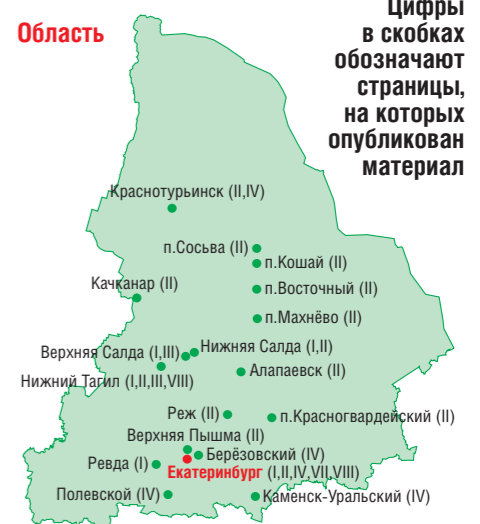 Область
Цифры
в скобках
обозначают
страницы,
на которых
опубликован
материал
Краснотурьинск (II,IV)
п.Сосьва (II)
п.Кошай (II)
Качканар (II)
п.Восточный (II)
п.Махнёво (II)
Верхняя Салда (I,III)
Нижняя Салда (I,II)
Нижний Тагил (I,II,III,VIII)
Алапаевск (II)
Реж (II)
п.Красногвардейский (II)
Верхняя Пышма (II)
Берёзовский (IV)
Ревда (I)
Екатеринбург (I,II,IV,VII,VIII)
Полевской (IV)
Каменск-Уральский (IV)